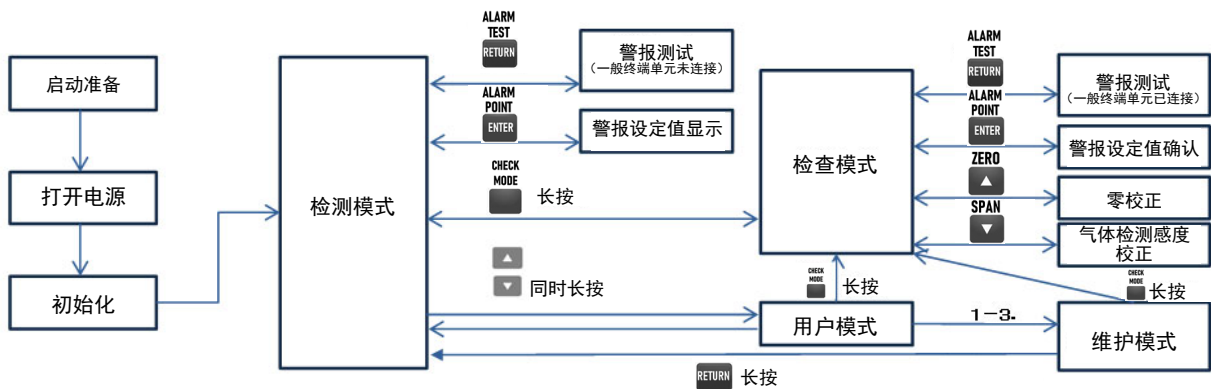 启动准备
打开电源
初始化
检测模式
ALARM
TEST
RETURN
警报测试
（一般终端单元未连接）
ALARM
POINT
ENTER
警报设定值显示
CHECK
MODE
长按
同时长按
检查模式
ALARM
TEST
RETURN
警报测试
（一般终端单元已连接）
ALARM
POINT
ENTER
警报设定值确认
ZERO
零校正
SPAN
气体检测感度
校正
CHECK
MODE
长按
用户模式
1－3.
CHECK
MODE
长按
维护模式
RETURN 长按